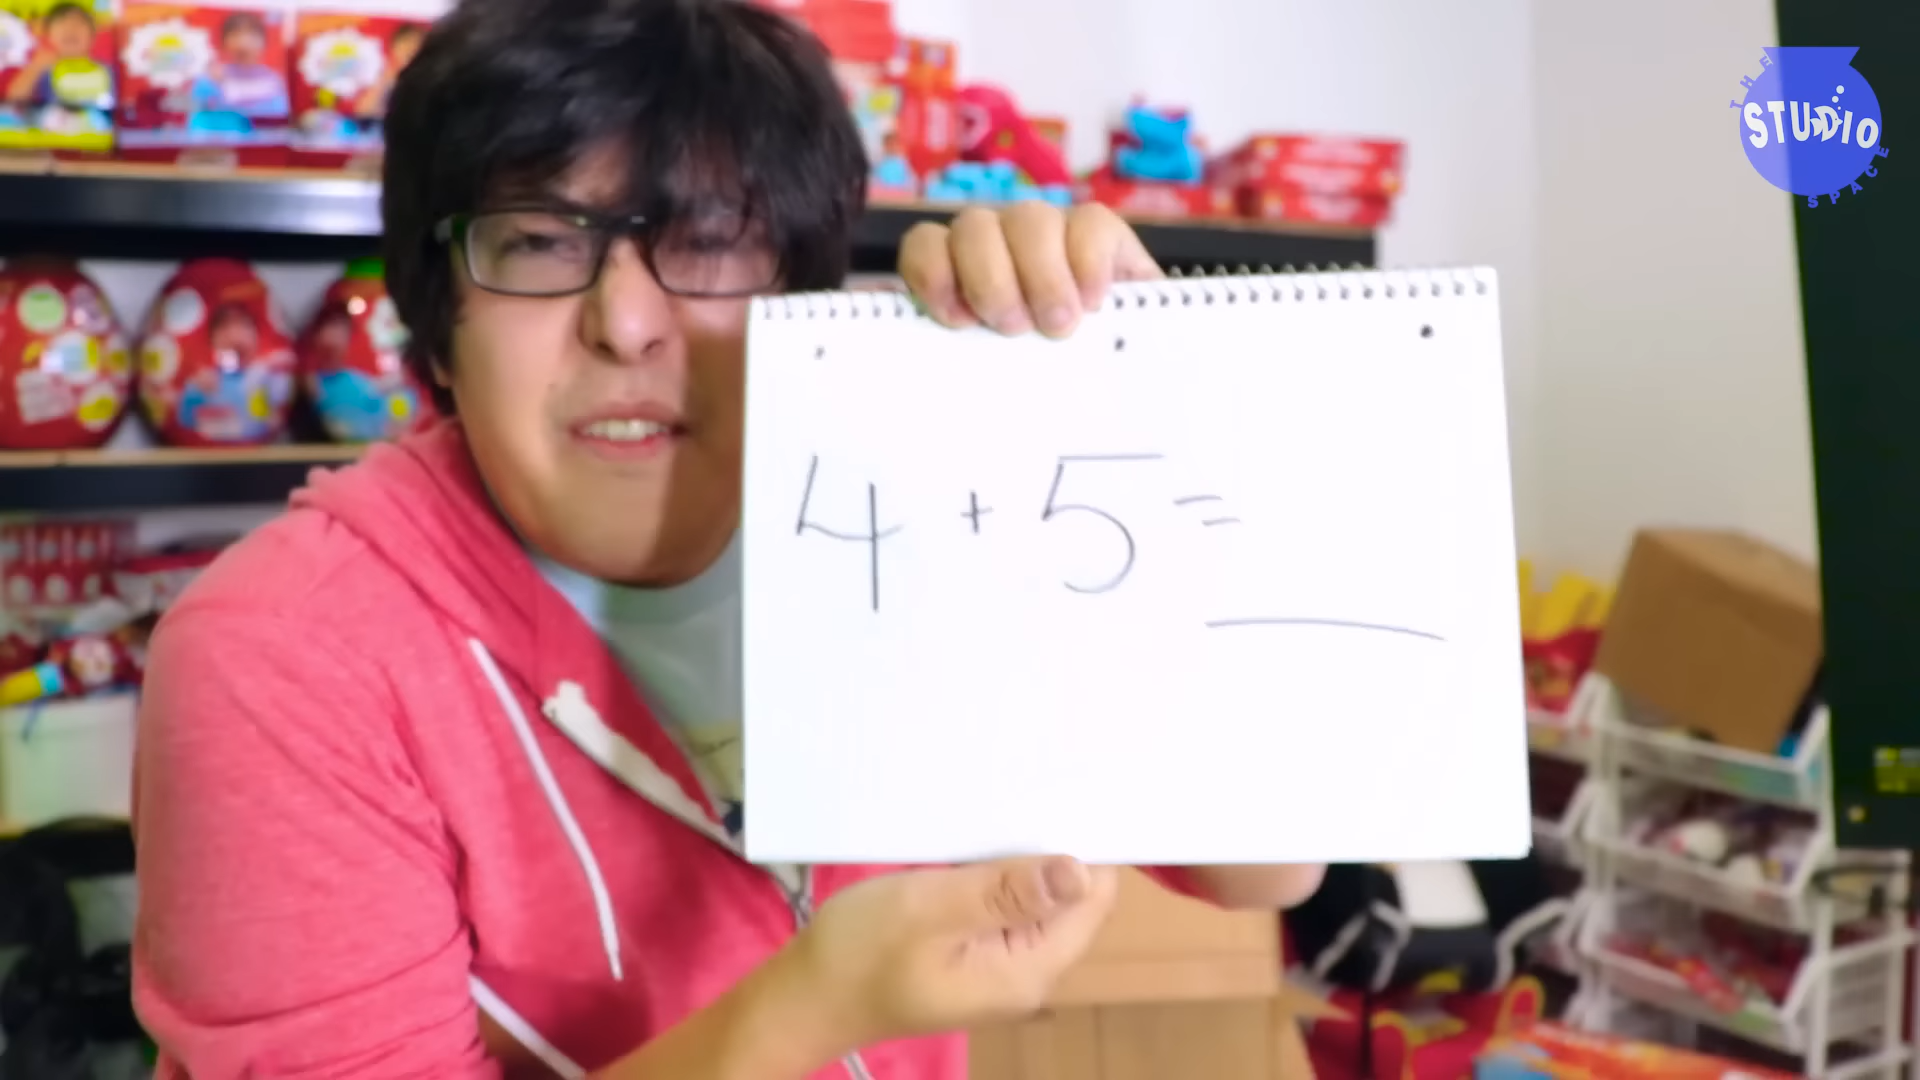 THE
STUDIO
SPACE
4 + 5 = ___